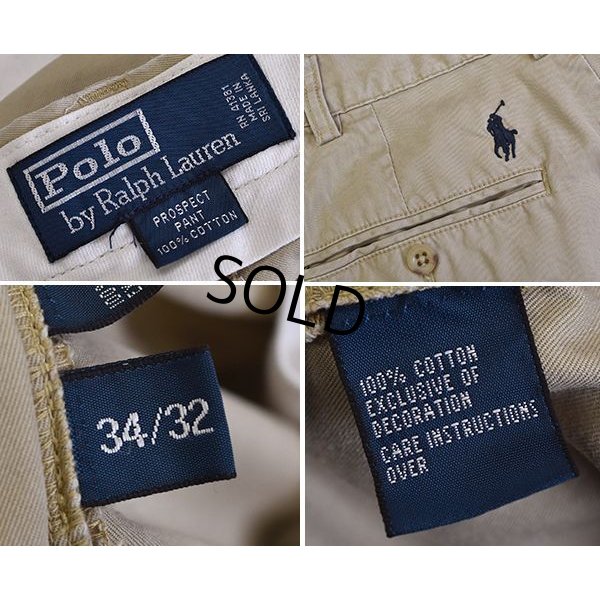 Polo
by Ralph Lauren
RN 41381
MADE IN
SRI LANKA
PROSPECT
PANT
100% COTTON
SOLD
34/32
100% COTTON
EXCLUSIVE OF
DECORATION
CARE INSTRUCTIONS
OVER